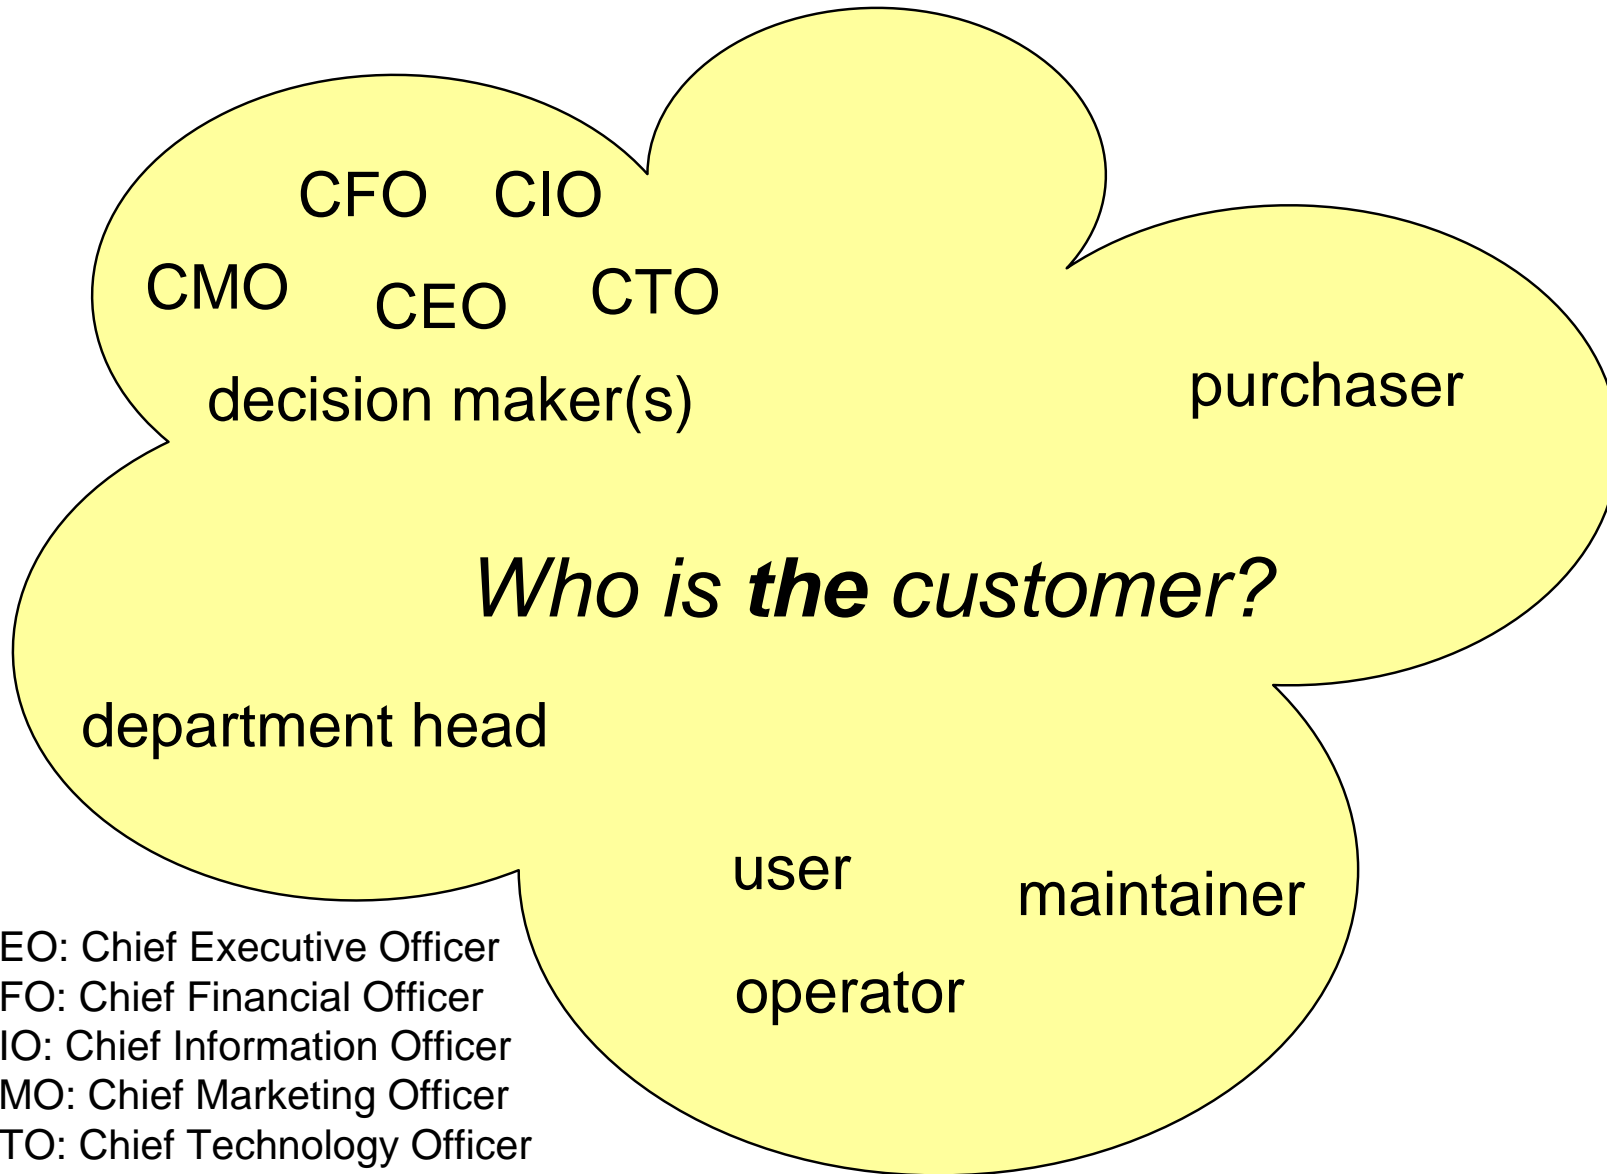 CFO CIO
CMO CEO CTO
decision maker(s)
purchaser
Who is the customer?
department head
user
maintainer
operator
EO: Chief Executive Officer
FO: Chief Financial Officer
IO: Chief Information Officer
MO: Chief Marketing Officer
TO: Chief Technology Officer